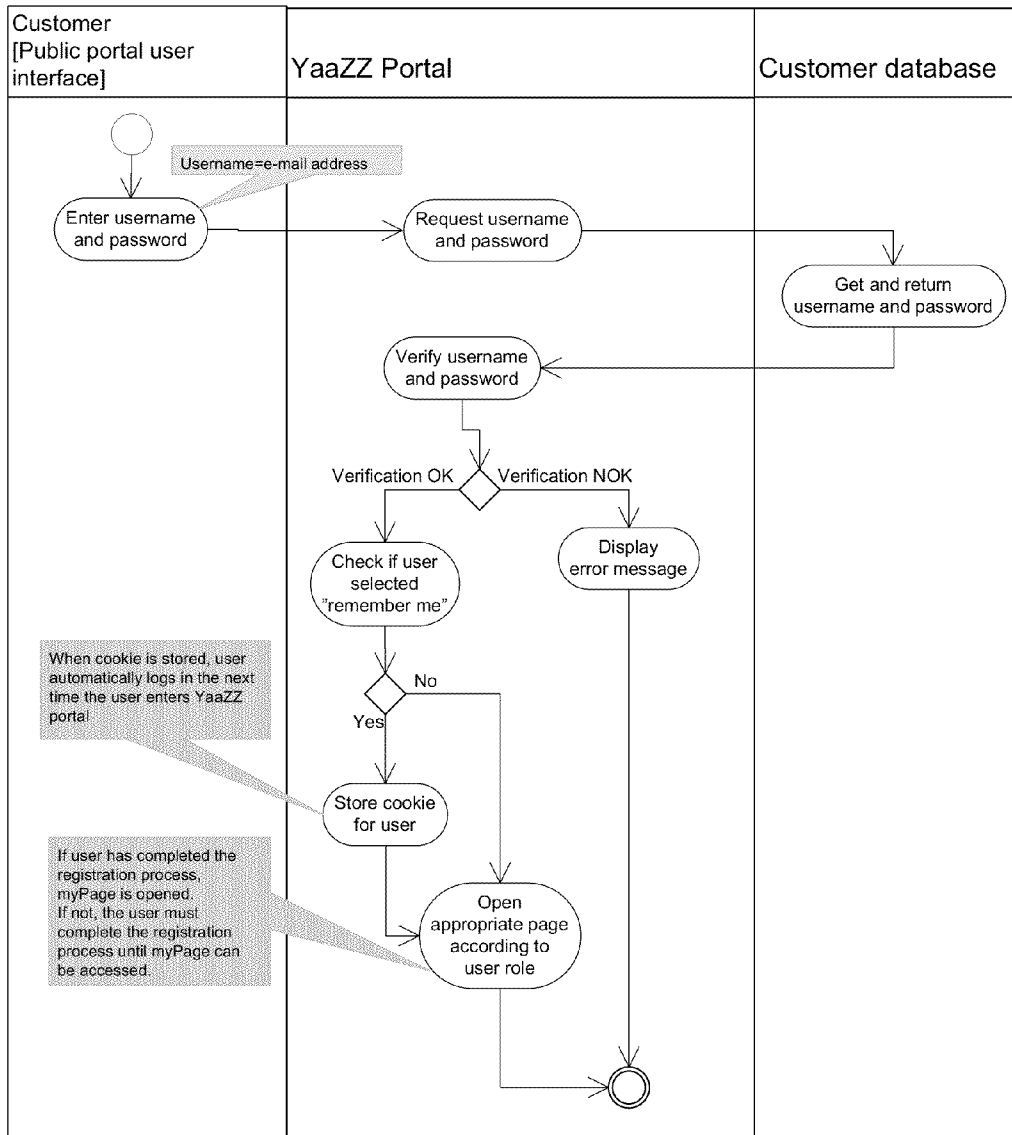 Customer
[Public portal user
interface]
YaaZZ Portal
Customer database
Username=e-mail address
Enter username
and password
Request username
and password
Get and return
username and password
Verify username
and password
Verification OK
Verification NOK
Check if user
selected
"remember me"
Display
error message
When cookie is stored, user
automatically logs in the next
time the user enters YaaZZ
portal
No
Yes
Store cookie
for user
If user has completed the
registration process,
myPage is opened.
If not, the user must
complete the registration
process until myPage can
be accessed.
Open
appropriate page
according to
user role